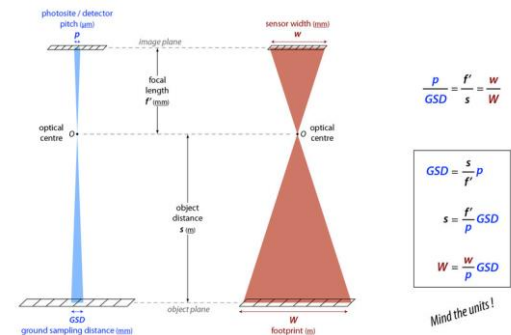 photosite / detector
pitch (µm)
p
sensor width (mm)
w
image plane
focal
length
f' (mm)
optical
centre
O
O
optical
centre
object
distance
s (m)
object plane
GSD
ground sampling distance (mm)
W
footprint (m)
p/GSD = f'/s = w/W
GSD = s/f' p
s = f'/p GSD
W = w/p GSD
Mind the units !